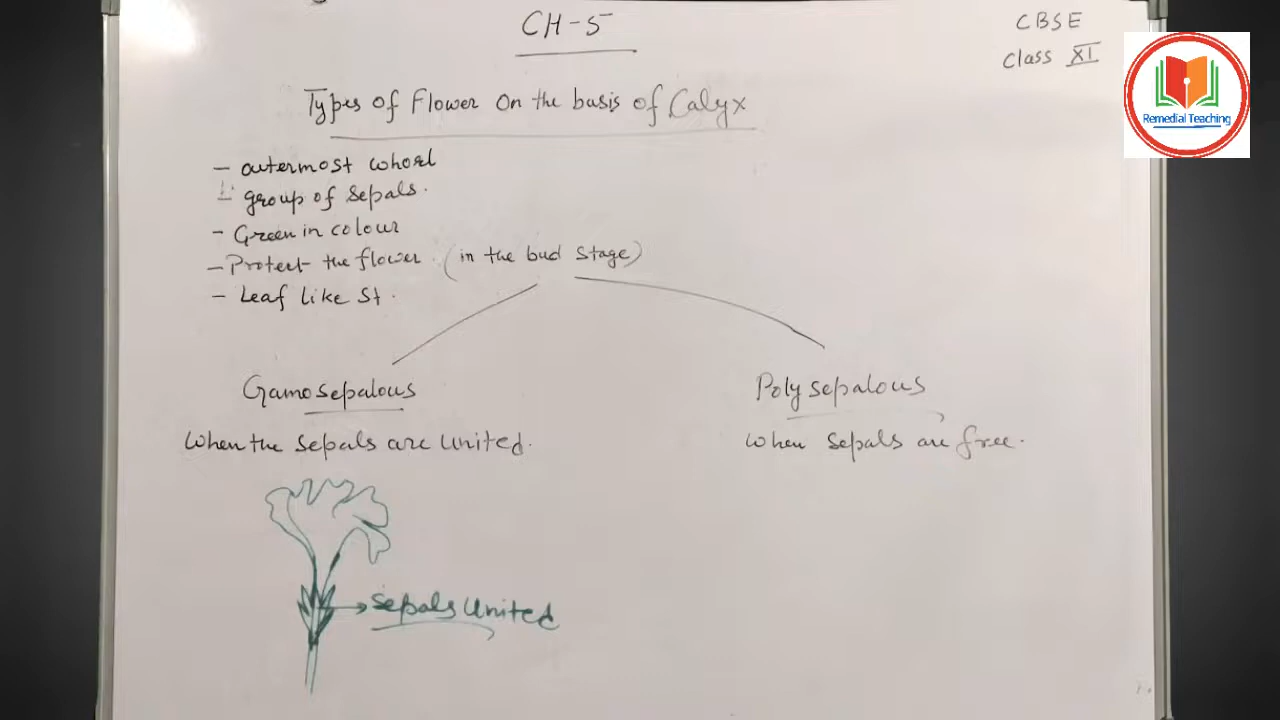 CH-5
CBSE
Class XI
Remedial Teaching
Types of Flower on the basis of Calyx
- outermost whorl
- group of sepals.
- Green in colour
- Protect the flower (in the bud stage)
- Leaf like st.
Gamosepalous
When the sepals are united.
Polysepalous
when sepals are free.
Sepals United